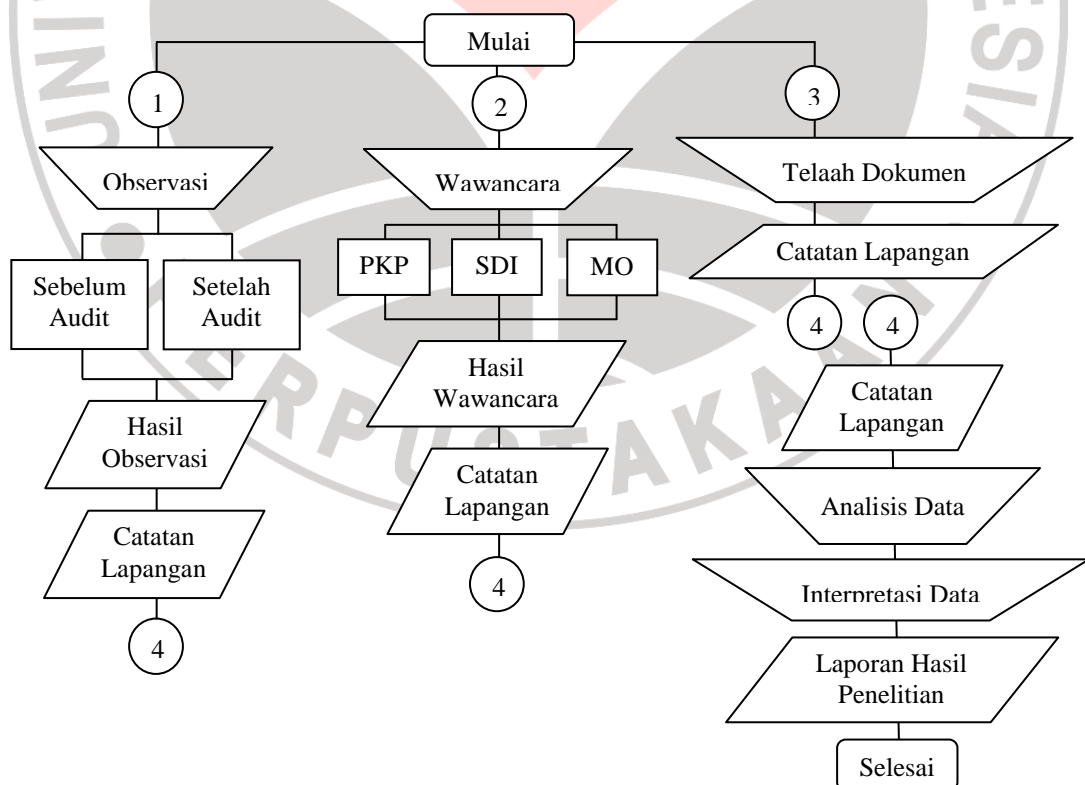 Mulai
1
2
3
Observasi
Wawancara
Telaah Dokumen
Sebelum
Audit
Setelah
Audit
PKP
SDI
MO
Catatan Lapangan
Hasil
Observasi
Hasil
Wawancara
4
4
Catatan
Lapangan
Catatan
Lapangan
Catatan
Lapangan
4
4
Analisis Data
Interpretasi Data
Laporan Hasil
Penelitian
Selesai